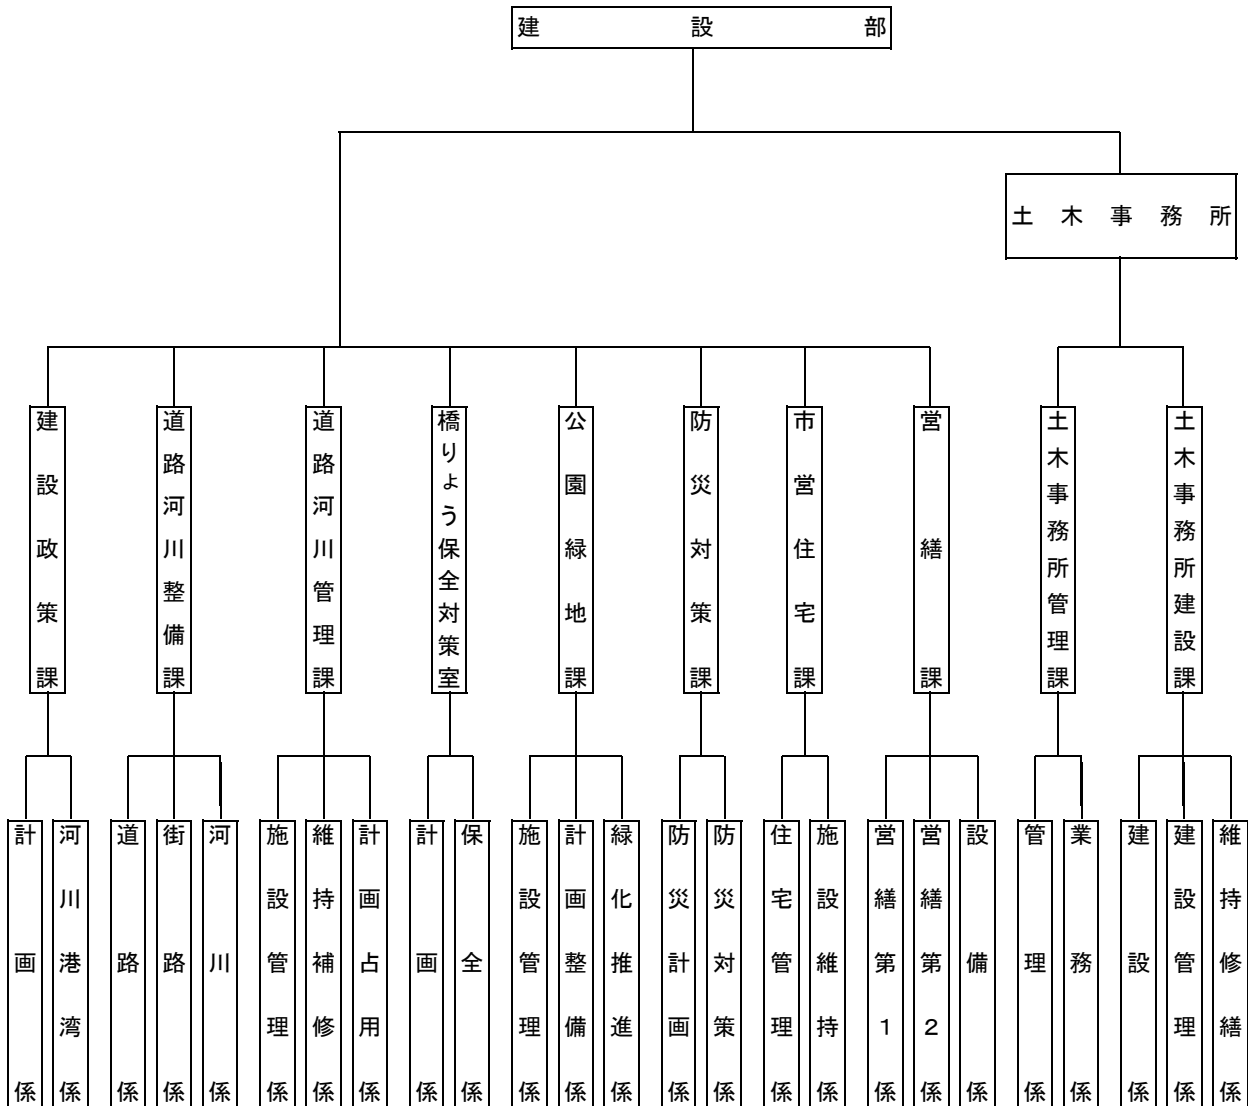 建設部
土木事務所
建設政策課
道路河川整備課
道路河川管理課
橋りょう保全対策室
公園緑地課
防災対策課
市営住宅課
営繕課
土木事務所管理課
土木事務所建設課
計画係
河川港湾係
道路係
街路係
河川係
施設管理係
維持補修係
計画占用係
計画係
保全係
施設管理係
計画整備係
緑化推進係
防災計画係
防災対策係
住宅管理係
施設維持係
営繕第1係
営繕第2係
設備係
管理係
業務係
建設係
建設管理係
維持修繕係